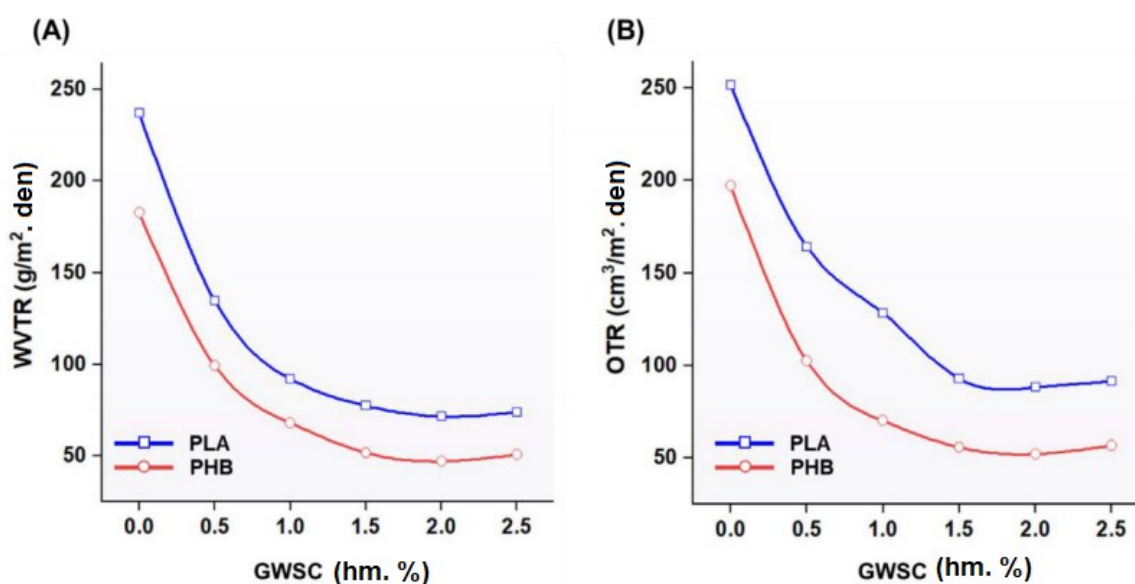 (A)
WVTR (g/m². den)
250
200
150
100
50
PLA
PHB
0.0 0.5 1.0 1.5 2.0 2.5
GWSC (hm. %)
(B)
OTR (cm³/m². den)
250
200
150
100
50
PLA
PHB
0.0 0.5 1.0 1.5 2.0 2.5
GWSC (hm. %)